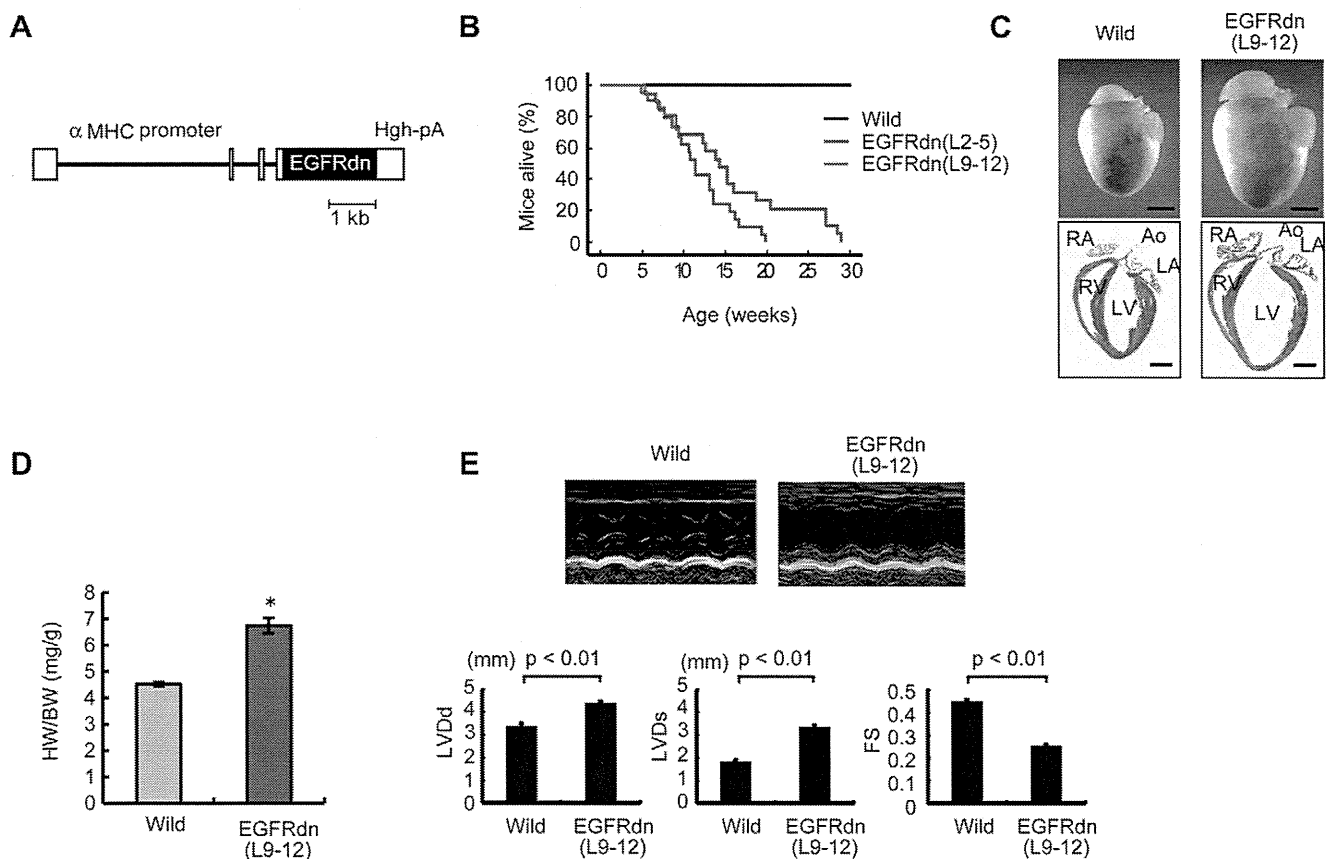 A
α MHC promoter
Hgh-pA
EGFRdn
1 kb
B
Mice alive (%)
100
80
60
40
20
0
0 5 10 15 20 25 30
Age (weeks)
Wild
EGFRdn(L2-5)
EGFRdn(L9-12)
C
Wild
EGFRdn
(L9-12)
RA
Ao
LA
RV
LV
RA
Ao
LA
RV
LV
D
HW/BW (mg/g)
8
7
6
5
4
3
2
1
0
*
Wild
EGFRdn
(L9-12)
E
Wild
EGFRdn
(L9-12)
(mm) p < 0.01
LVDd
5
4
3
2
1
0
Wild
EGFRdn
(L9-12)
(mm) p < 0.01
LVDs
5
4
3
2
1
0
Wild
EGFRdn
(L9-12)
p < 0.01
FS
0.5
0.4
0.3
0.2
0.1
0
Wild
EGFRdn
(L9-12)